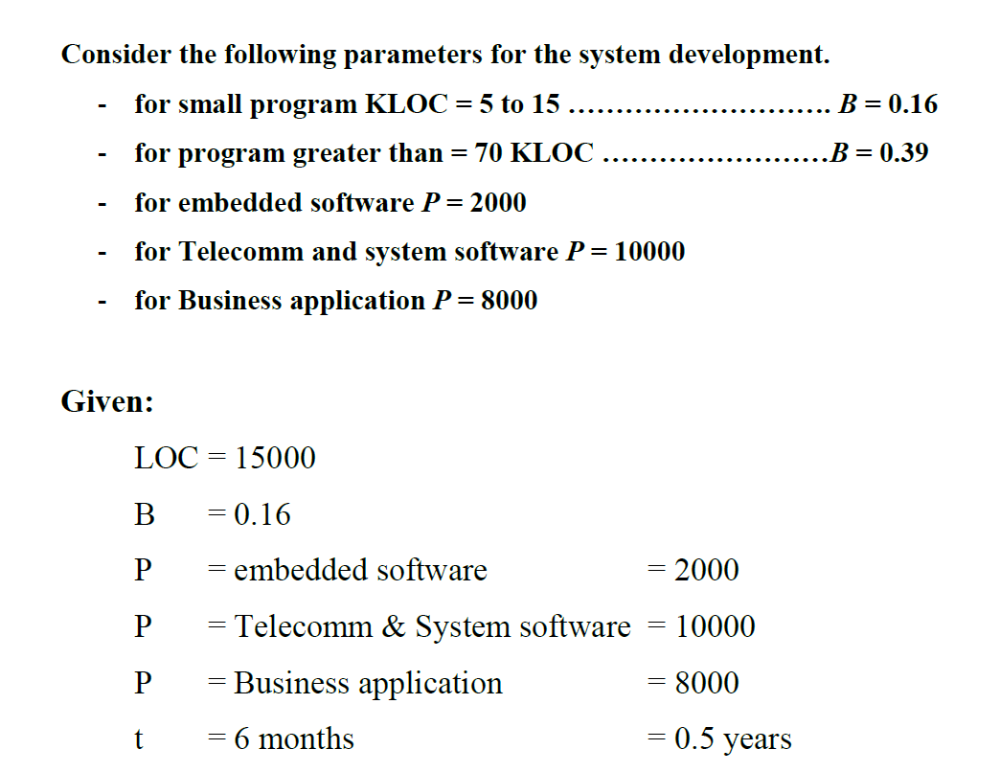 Consider the following parameters for the system development.
- for small program KLOC = 5 to 15 ………………………. B = 0.16
- for program greater than = 70 KLOC ……………………B = 0.39
- for embedded software P = 2000
- for Telecomm and system software P = 10000
- for Business application P = 8000
Given:
LOC = 15000
B = 0.16
P = embedded software = 2000
P = Telecomm & System software = 10000
P = Business application = 8000
t = 6 months = 0.5 years